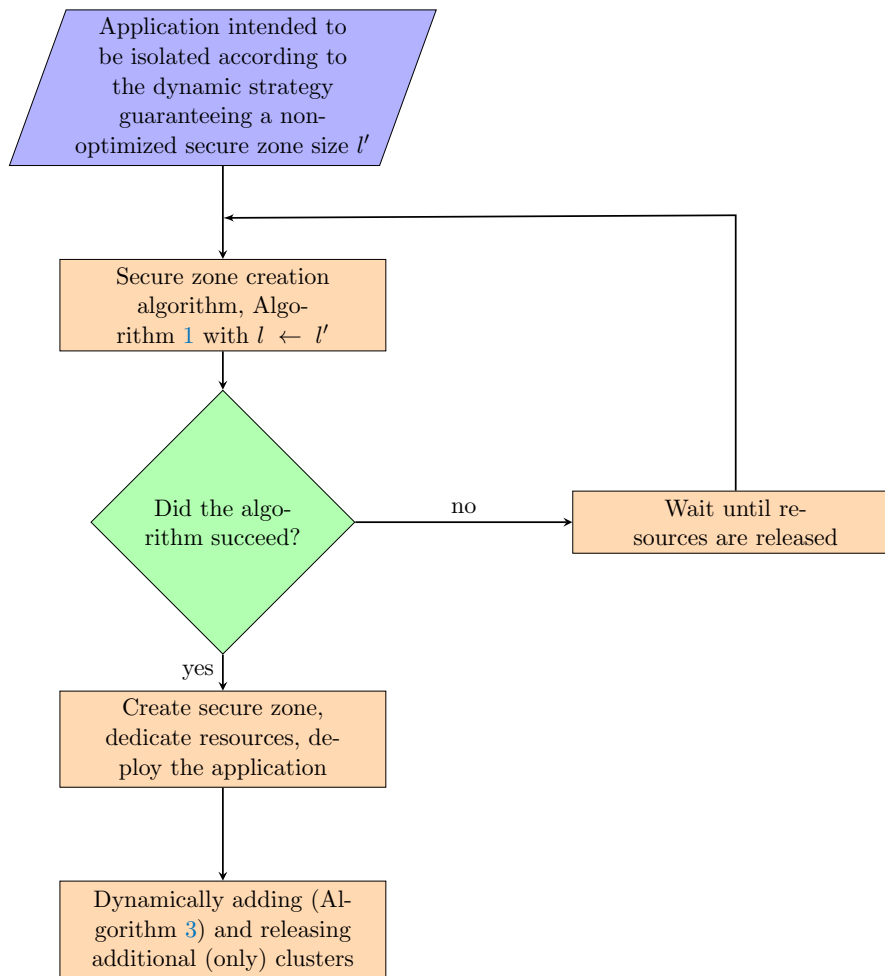 Application intended to
be isolated according to
the dynamic strategy
guaranteeing a non-
optimized secure zone size l′
Secure zone creation
algorithm, Algo-
rithm 1 with l ← l′
Did the algo-
rithm succeed?
no
Wait until re-
sources are released
yes
Create secure zone,
dedicate resources, de-
ploy the application
Dynamically adding (Al-
gorithm 3) and releasing
additional (only) clusters